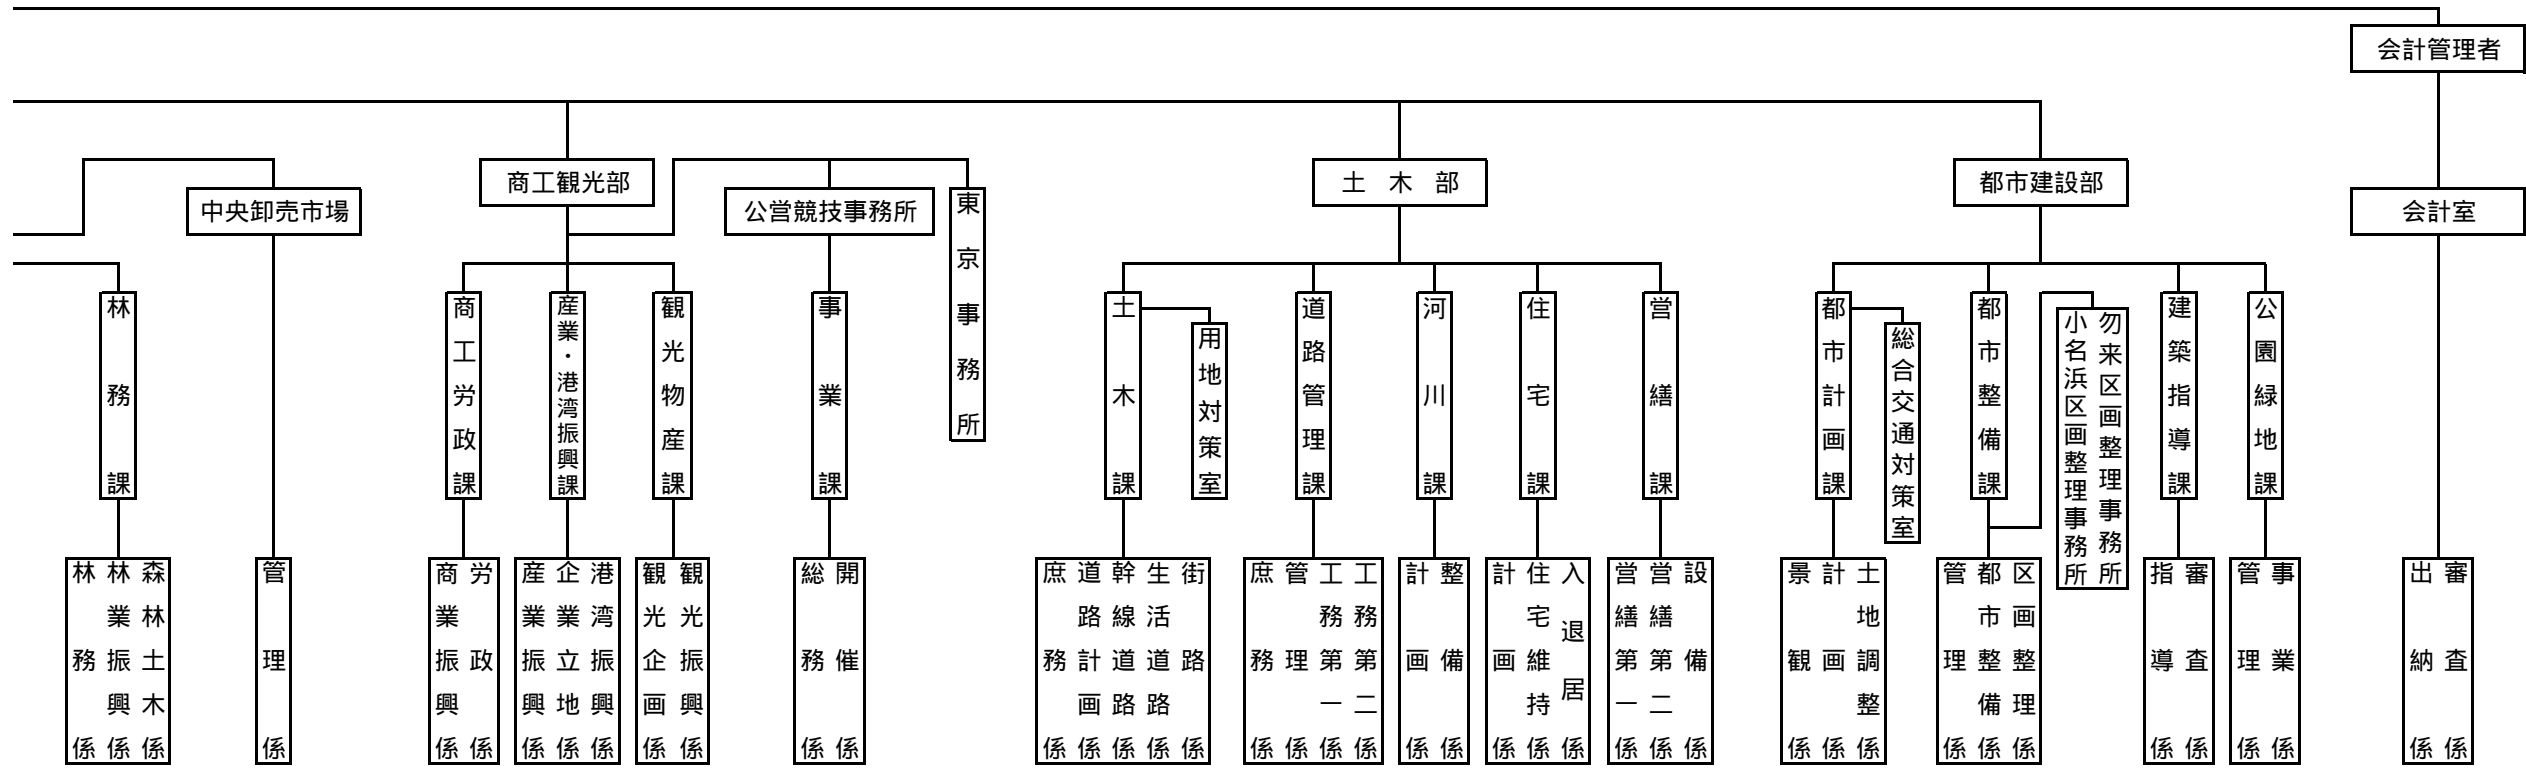 会計管理者
中央卸売市場
商工観光部
公営競技事務所
東京事務所
土木部
都市建設部
会計室
林務課
商工労政課
産業・港湾振興課
観光物産課
事業課
土木課
用地対策室
道路管理課
河川課
住宅課
営繕課
都市計画課
総合交通対策室
都市整備課
小名浜区画整理事務所
勿来区画整理事務所
建築指導課
公園緑地課
林務係
林業振興係
森林土木係
管理係
商業振興係
労政係
産業振興係
企業立地係
港湾振興係
観光企画係
観光振興係
総務係
開催係
庶務係
道路計画係
幹線道路係
生活道路係
街路係
庶務係
管理係
工務第一係
工務第二係
計画係
整備係
計画係
住宅維持係
入退居係
営繕第一係
営繕第二係
設備係
景観係
計画係
土地調整係
管理係
都市整備係
区画整理係
指導係
審査係
管理係
事業係
出納係
審査係